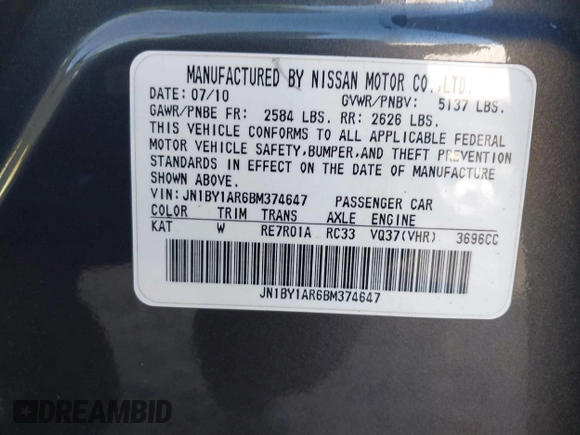 MANUFACTURED BY NISSAN MOTOR CO.,LTD.
DATE: 07/10 GVWR/PNBV: 5137 LBS.
GAWR/PNBE FR: 2584 LBS. RR: 2626 LBS.
THIS VEHICLE CONFORMS TO ALL APPLICABLE FEDERAL
MOTOR VEHICLE SAFETY,BUMPER,AND THEFT PREVENTION
STANDARDS IN EFFECT ON THE DATE OF MANUFACTURE
SHOWN ABOVE.
VIN: JN1BY1AR6BM374647 PASSENGER CAR
COLOR TRIM TRANS AXLE ENGINE
KAT W RE7R01A RC33 VQ37(VHR) 3696CC
JN1BY1AR6BM374647
DREAMBID